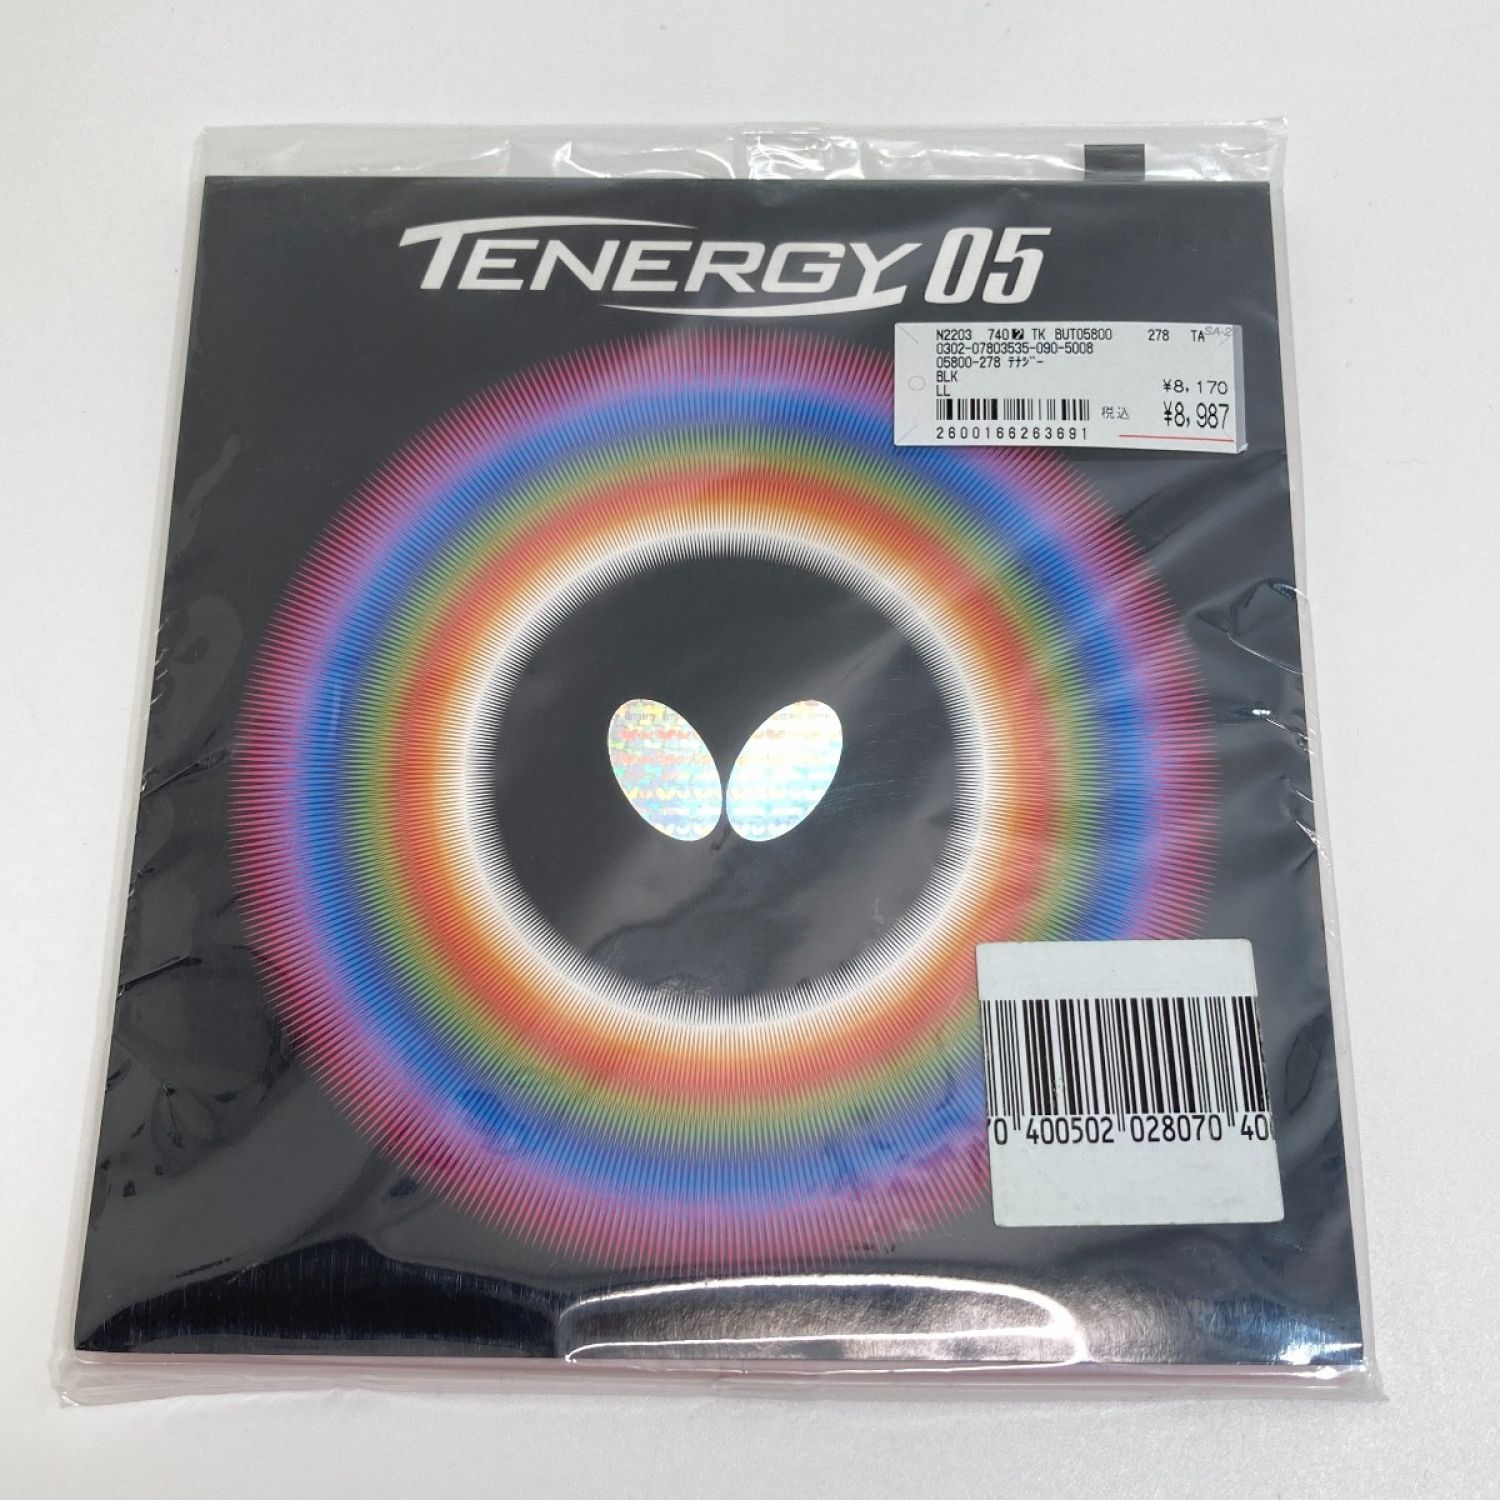 TENERGY 05
N2203 740 2 TK BUT05800 278 TA SA-2
0302-07803535-090-5008
05800-278 ﾃﾅｼﾞｰ
BLK
LL
¥8,170
税込 ¥8,987
2600166263691
0 400502 028070 40